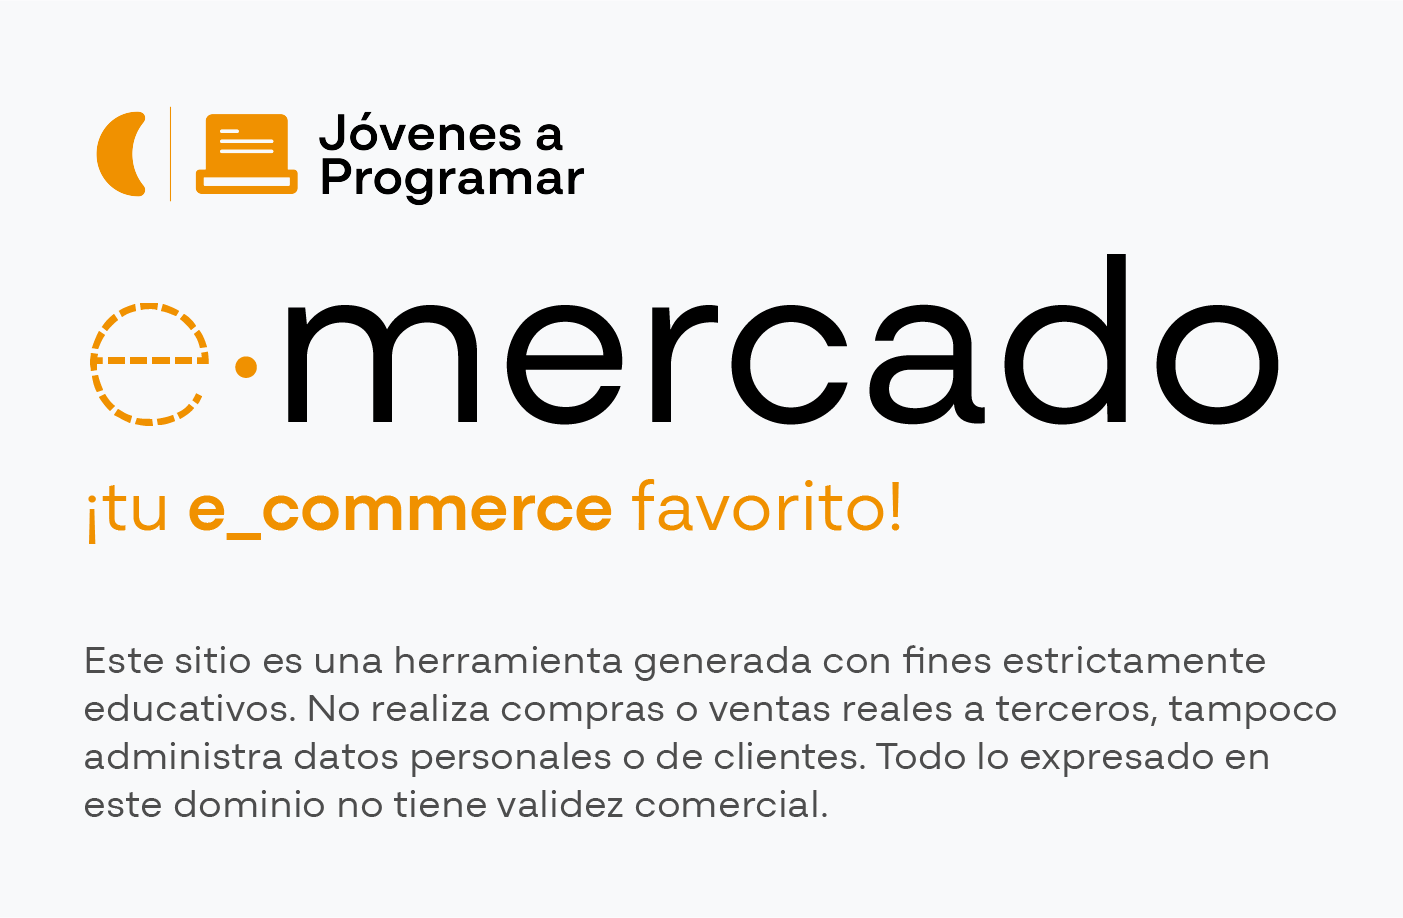 Jóvenes a
Programar
e·mercado
¡tu e_commerce favorito!
Este sitio es una herramienta generada con fines estrictamente
educativos. No realiza compras o ventas reales a terceros, tampoco
administra datos personales o de clientes. Todo lo expresado en
este dominio no tiene validez comercial.